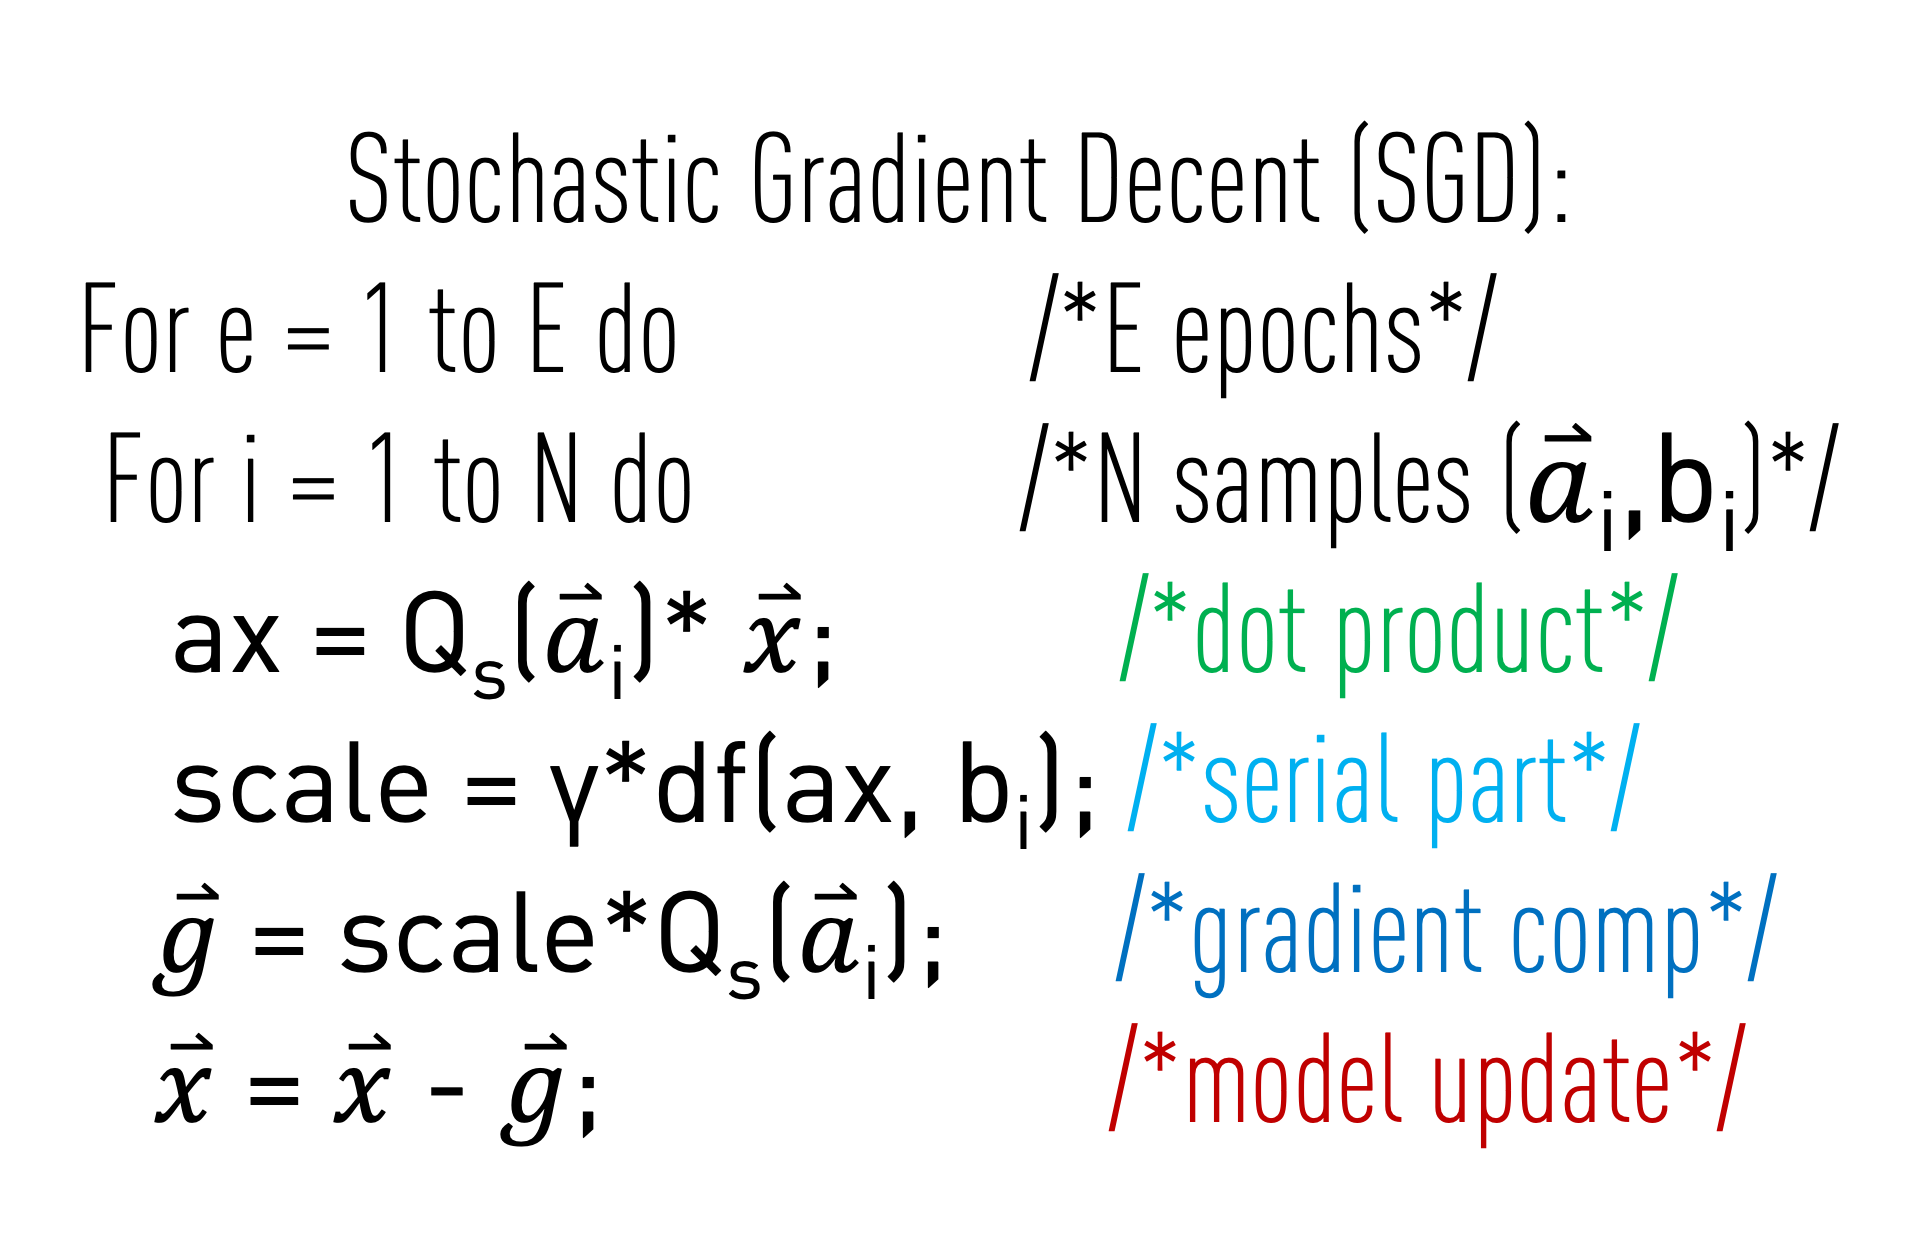 Stochastic Gradient Decent (SGD):
For e = 1 to E do /*E epochs*/
For i = 1 to N do /*N samples (a⃗ᵢ,bᵢ)*/
ax = Qₛ(a⃗ᵢ)* x⃗; /*dot product*/
scale = γ*df(ax, bᵢ); /*serial part*/
g⃗ = scale*Qₛ(a⃗ᵢ); /*gradient comp*/
x⃗ = x⃗ - g⃗; /*model update*/